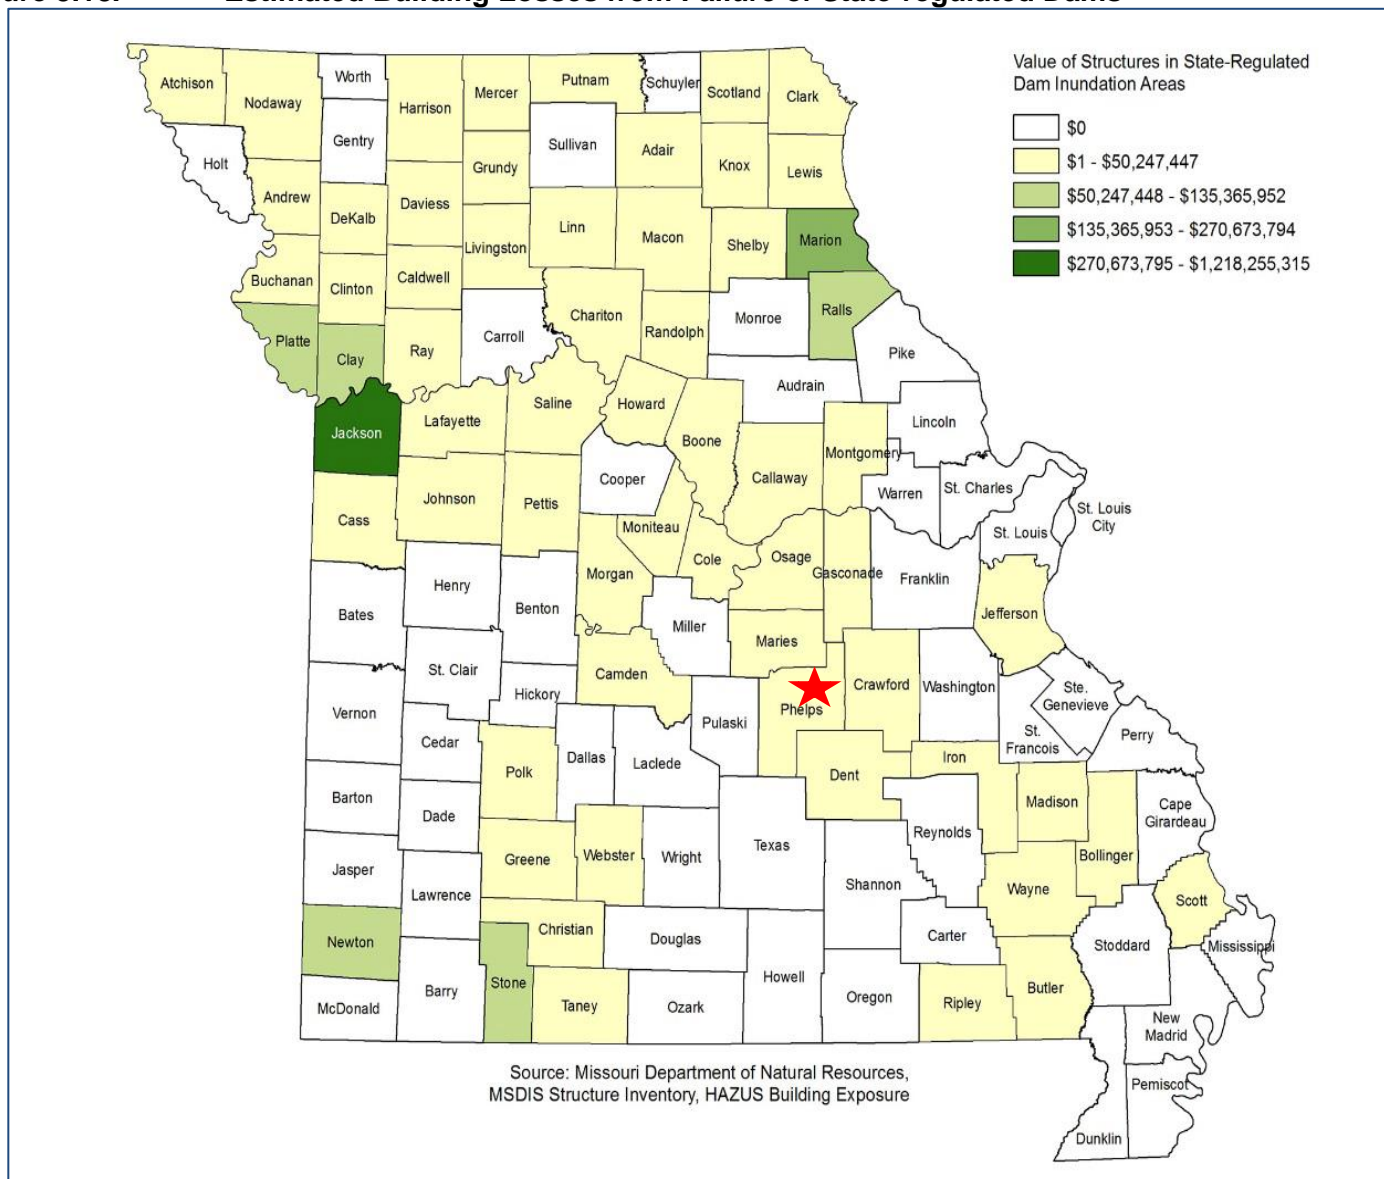 Estimated Building Losses from Failure of State-regulated Dams
Value of Structures in State-Regulated
Dam Inundation Areas
$0
$1 - $50,247,447
$50,247,448 - $135,365,952
$135,365,953 - $270,673,794
$270,673,795 - $1,218,255,315
Atchison
Nodaway
Worth
Harrison
Mercer
Putnam
Schuyler
Scotland
Clark
Holt
Gentry
Sullivan
Adair
Knox
Lewis
Grundy
Andrew
DeKalb
Daviess
Livingston
Linn
Macon
Shelby
Marion
Buchanan
Clinton
Caldwell
Chariton
Randolph
Monroe
Ralls
Platte
Clay
Ray
Carroll
Pike
Audrain
Jackson
Lafayette
Saline
Howard
Boone
Lincoln
Montgomery
Callaway
Cooper
Warren
St. Charles
St. Louis
City
St. Louis
Cass
Johnson
Pettis
Moniteau
Cole
Osage
Gasconade
Franklin
Morgan
Jefferson
Bates
Henry
Benton
Miller
Maries
St. Clair
Hickory
Camden
Pulaski
Phelps
Crawford
Washington
Ste.
Genevieve
St.
Francois
Perry
Vernon
Cedar
Polk
Dallas
Laclede
Dent
Iron
Madison
Cape
Girardeau
Barton
Dade
Texas
Reynolds
Bollinger
Jasper
Greene
Webster
Wright
Shannon
Wayne
Scott
Lawrence
Christian
Douglas
Carter
Stoddard
Mississippi
Newton
Stone
Howell
McDonald
Barry
Taney
Ozark
Oregon
Ripley
Butler
New
Madrid
Pemiscot
Dunklin
Source: Missouri Department of Natural Resources,
MSDIS Structure Inventory, HAZUS Building Exposure